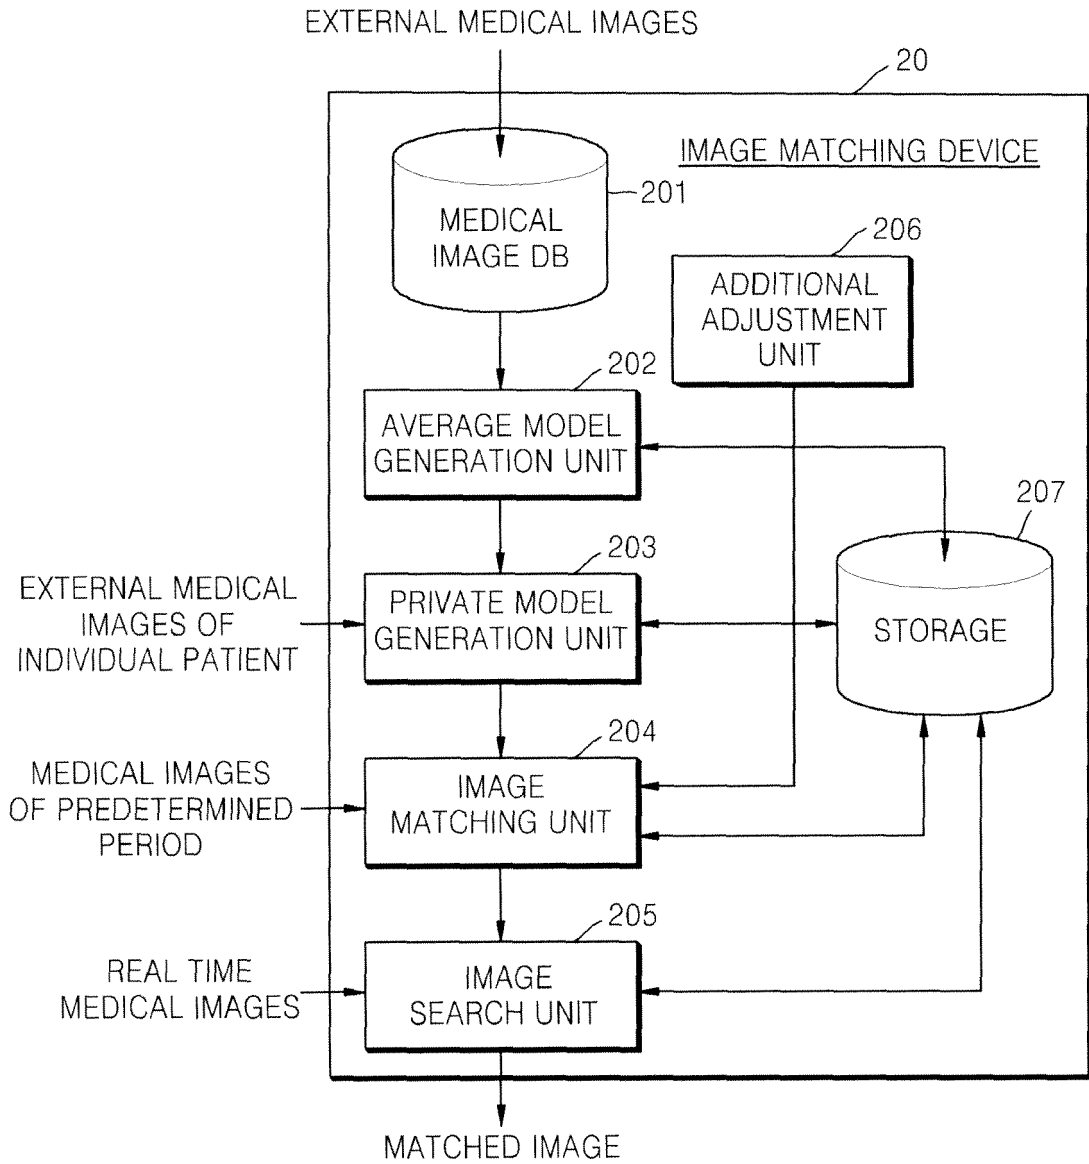 EXTERNAL MEDICAL IMAGES
20
IMAGE MATCHING DEVICE
201
MEDICAL
IMAGE DB
206
ADDITIONAL
ADJUSTMENT
UNIT
202
AVERAGE MODEL
GENERATION UNIT
207
STORAGE
203
EXTERNAL MEDICAL
IMAGES OF
INDIVIDUAL PATIENT
PRIVATE MODEL
GENERATION UNIT
204
MEDICAL IMAGES
OF PREDETERMINED
PERIOD
IMAGE
MATCHING UNIT
205
REAL TIME
MEDICAL IMAGES
IMAGE
SEARCH UNIT
MATCHED IMAGE